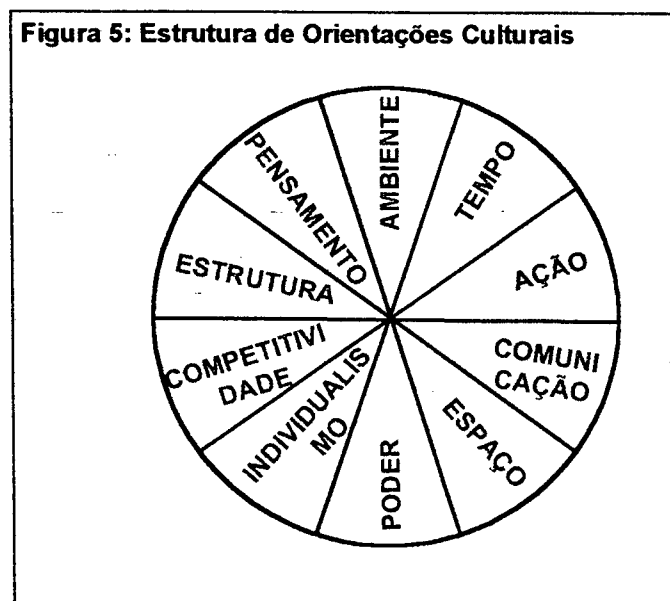 Figura 5: Estrutura de Orientações Culturais
AMBIENTE
TEMPO
AÇÃO
COMUNI
CAÇÃO
ESPAÇO
PODER
INDIVIDUALIS
MO
COMPETITIVI
DADE
ESTRUTURA
PENSAMENTO